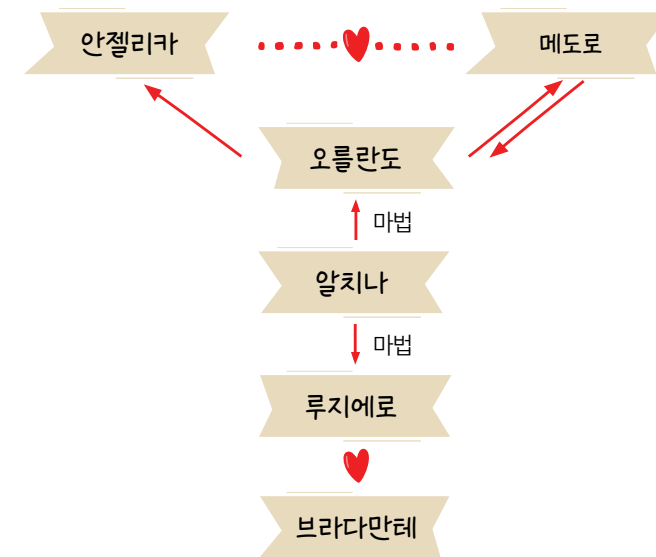 안젤리카
메도로
오를란도
마법
알치나
마법
루지에로
브라다만테